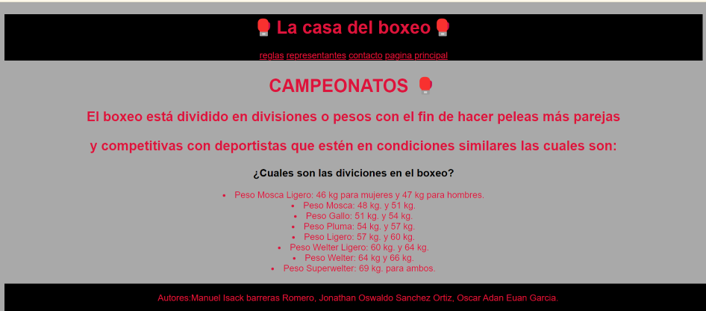 🥊 La casa del boxeo 🥊
reglas representantes contacto pagina principal
CAMPEONATOS 🥊
El boxeo está dividido en divisiones o pesos con el fin de hacer peleas más parejas
y competitivas con deportistas que estén en condiciones similares las cuales son:
¿Cuales son las diviciones en el boxeo?
• Peso Mosca Ligero: 46 kg para mujeres y 47 kg para hombres.
• Peso Mosca: 48 kg. y 51 kg.
• Peso Gallo: 51 kg. y 54 kg.
• Peso Pluma: 54 kg. y 57 kg.
• Peso Ligero: 57 kg. y 60 kg.
• Peso Welter Ligero: 60 kg. y 64 kg.
• Peso Welter: 64 kg y 66 kg.
• Peso Superwelter: 69 kg. para ambos.
Autores:Manuel Isack barreras Romero, Jonathan Oswaldo Sanchez Ortiz, Oscar Adan Euan Garcia